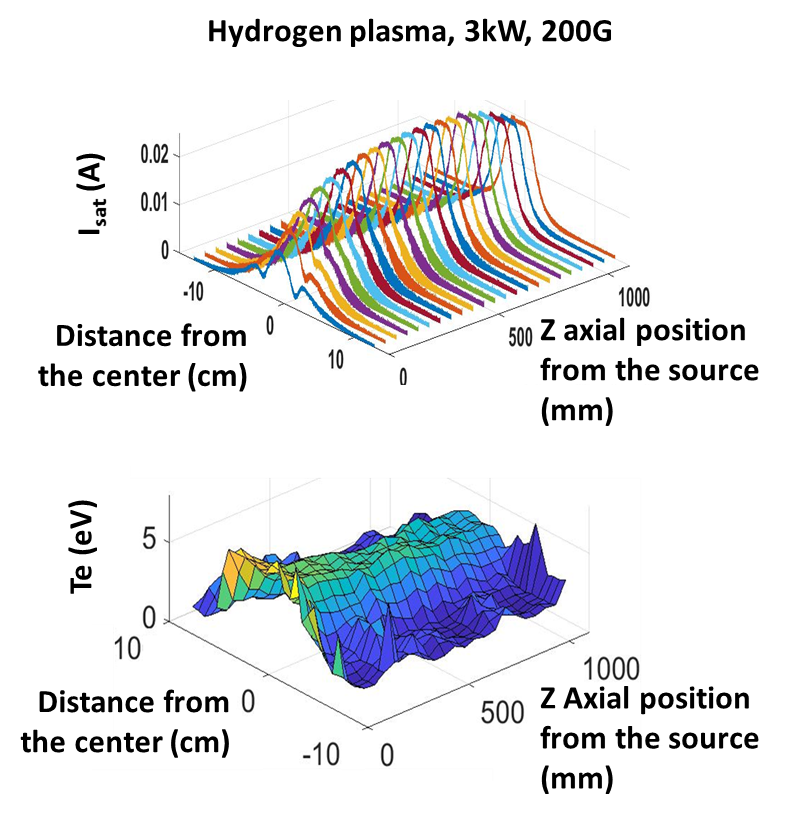 Hydrogen plasma, 3kW, 200G
I_sat (A)
0.02
0.01
0
-10
0
10
Distance from
the center (cm)
0
500
1000
Z axial position
from the source
(mm)
Te (eV)
5
0
10
0
-10
Distance from
the center (cm)
0
500
1000
Z Axial position
from the source
(mm)